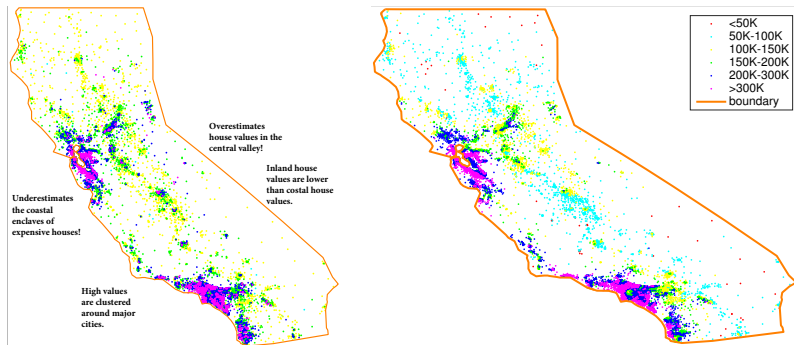 Overestimates
house values in the
central valley!
Inland house
values are lower
than costal house
values.
Underestimates
the coastal
enclaves of
expensive houses!
High values
are clustered
around major
cities.
<50K
50K-100K
100K-150K
150K-200K
200K-300K
>300K
boundary